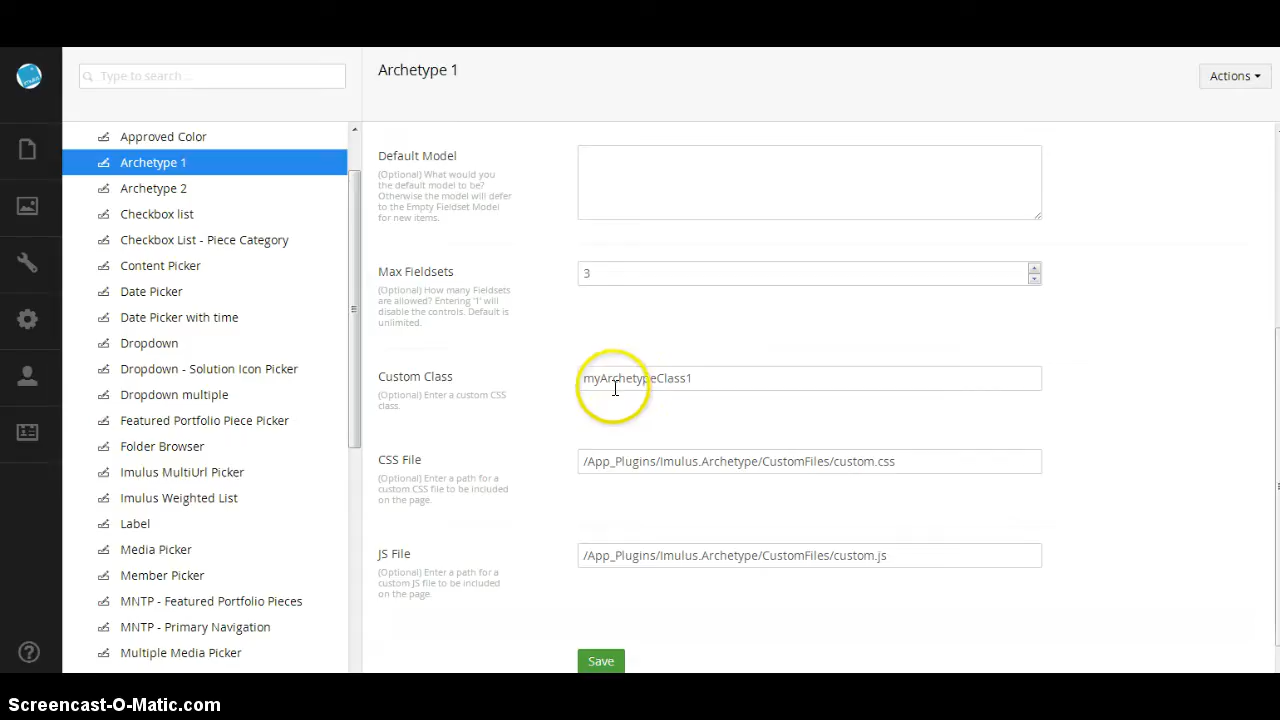 Type to search...
Archetype 1
Actions
Approved Color
Archetype 1
Archetype 2
Checkbox list
Checkbox List - Piece Category
Content Picker
Date Picker
Date Picker with time
Dropdown
Dropdown - Solution Icon Picker
Dropdown multiple
Featured Portfolio Piece Picker
Folder Browser
Imulus MultiUrl Picker
Imulus Weighted List
Label
Media Picker
Member Picker
MNTP - Featured Portfolio Pieces
MNTP - Primary Navigation
Multiple Media Picker
Default Model
(Optional) What would you
the default model to be?
Otherwise the model will defer
to the Empty Fieldset Model
for new items.
Max Fieldsets
(Optional) How many Fieldsets
are allowed? Entering '1' will
disable the controls. Default is
unlimited.
3
Custom Class
(Optional) Enter a custom CSS
class.
myArchetypeClass1
CSS File
(Optional) Enter a path for a
custom CSS file to be included
on the page.
/App_Plugins/Imulus.Archetype/CustomFiles/custom.css
JS File
(Optional) Enter a path for a
custom JS file to be included
on the page.
/App_Plugins/Imulus.Archetype/CustomFiles/custom.js
Save
Screencast-O-Matic.com